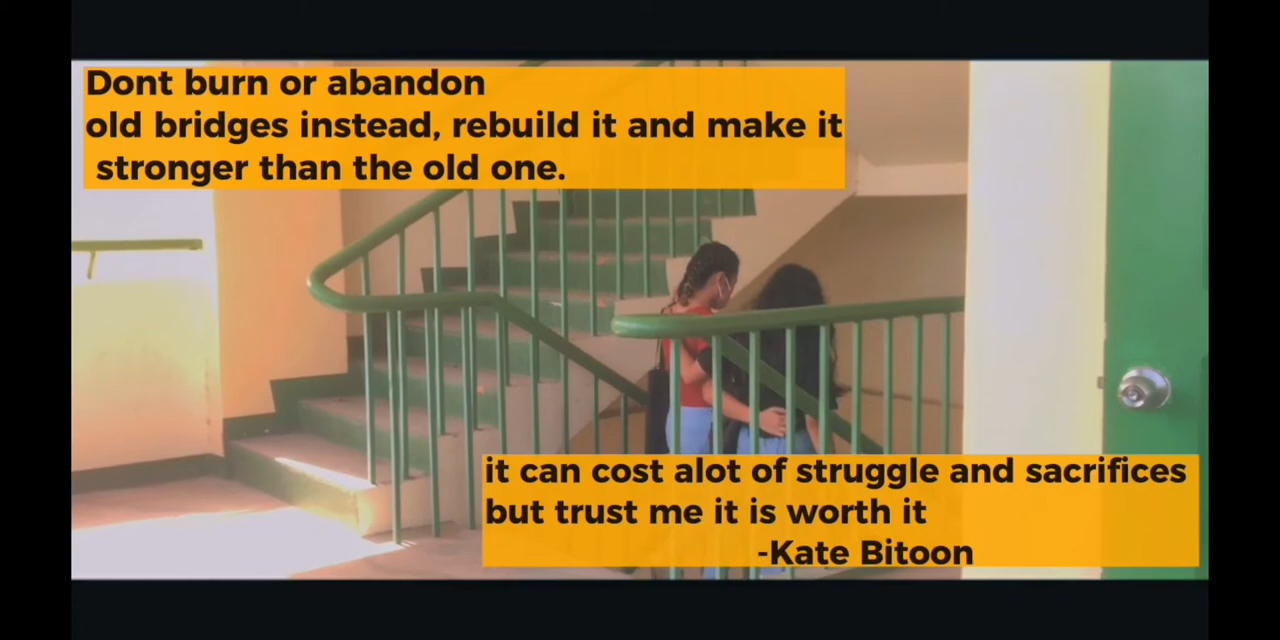 Dont burn or abandon
old bridges instead, rebuild it and make it
stronger than the old one.
it can cost alot of struggle and sacrifices
but trust me it is worth it
-Kate Bitoon